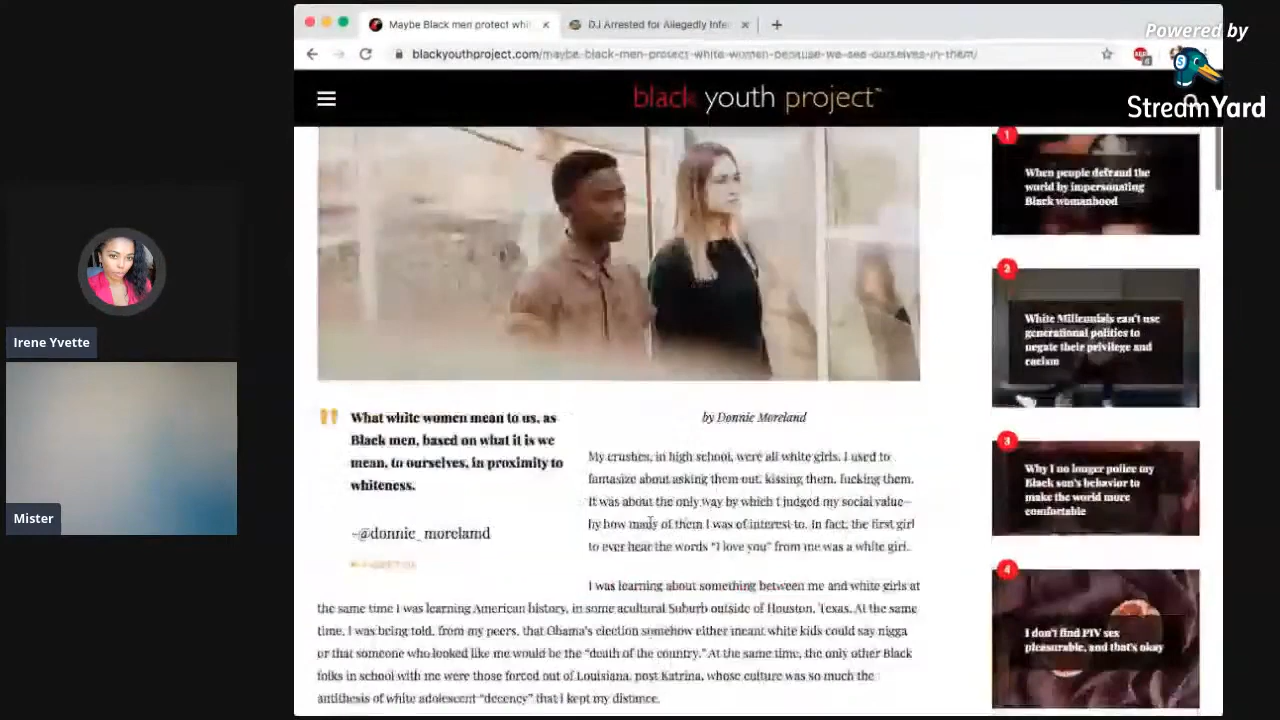 Maybe Black men protect whi
DJ Arrested for Allegedly Infe
Powered by
StreamYard
blackyouthproject.com/maybe-black-men-protect-white-women-because-we-see-ourselves-in-them/
black youth project™
Irene Yvette
Mister
What white women mean to us, as
Black men, based on what it is we
mean, to ourselves, in proximity to
whiteness.
-@donnie_moreland
by Donnie Moreland
My crushes, in high school, were all white girls. I used to
fantasize about asking them out, kissing them, fucking them.
It was about the only way by which I judged my social value—
by how many of them I was of interest to. In fact, the first girl
to ever hear the words "I love you" from me was a white girl.
I was learning about something between me and white girls at
the same time I was learning American history, in some acultural Suburb outside of Houston, Texas. At the same
time, I was being told, from my peers, that Obama's election somehow either meant white kids could say nigga
or that someone who looked like me would be the "death of the country." At the same time, the only other Black
folks in school with me were those forced out of Louisiana, post Katrina, whose culture was so much the
antithesis of white adolescent "decency" that I kept my distance.
1
When people defraud the
world by impersonating
Black womanhood
2
White Millennials can't use
generational politics to
negate their privilege and
racism
3
Why I no longer police my
Black son's behavior to
make the world more
comfortable
4
I don't find PIV sex
pleasurable, and that's okay